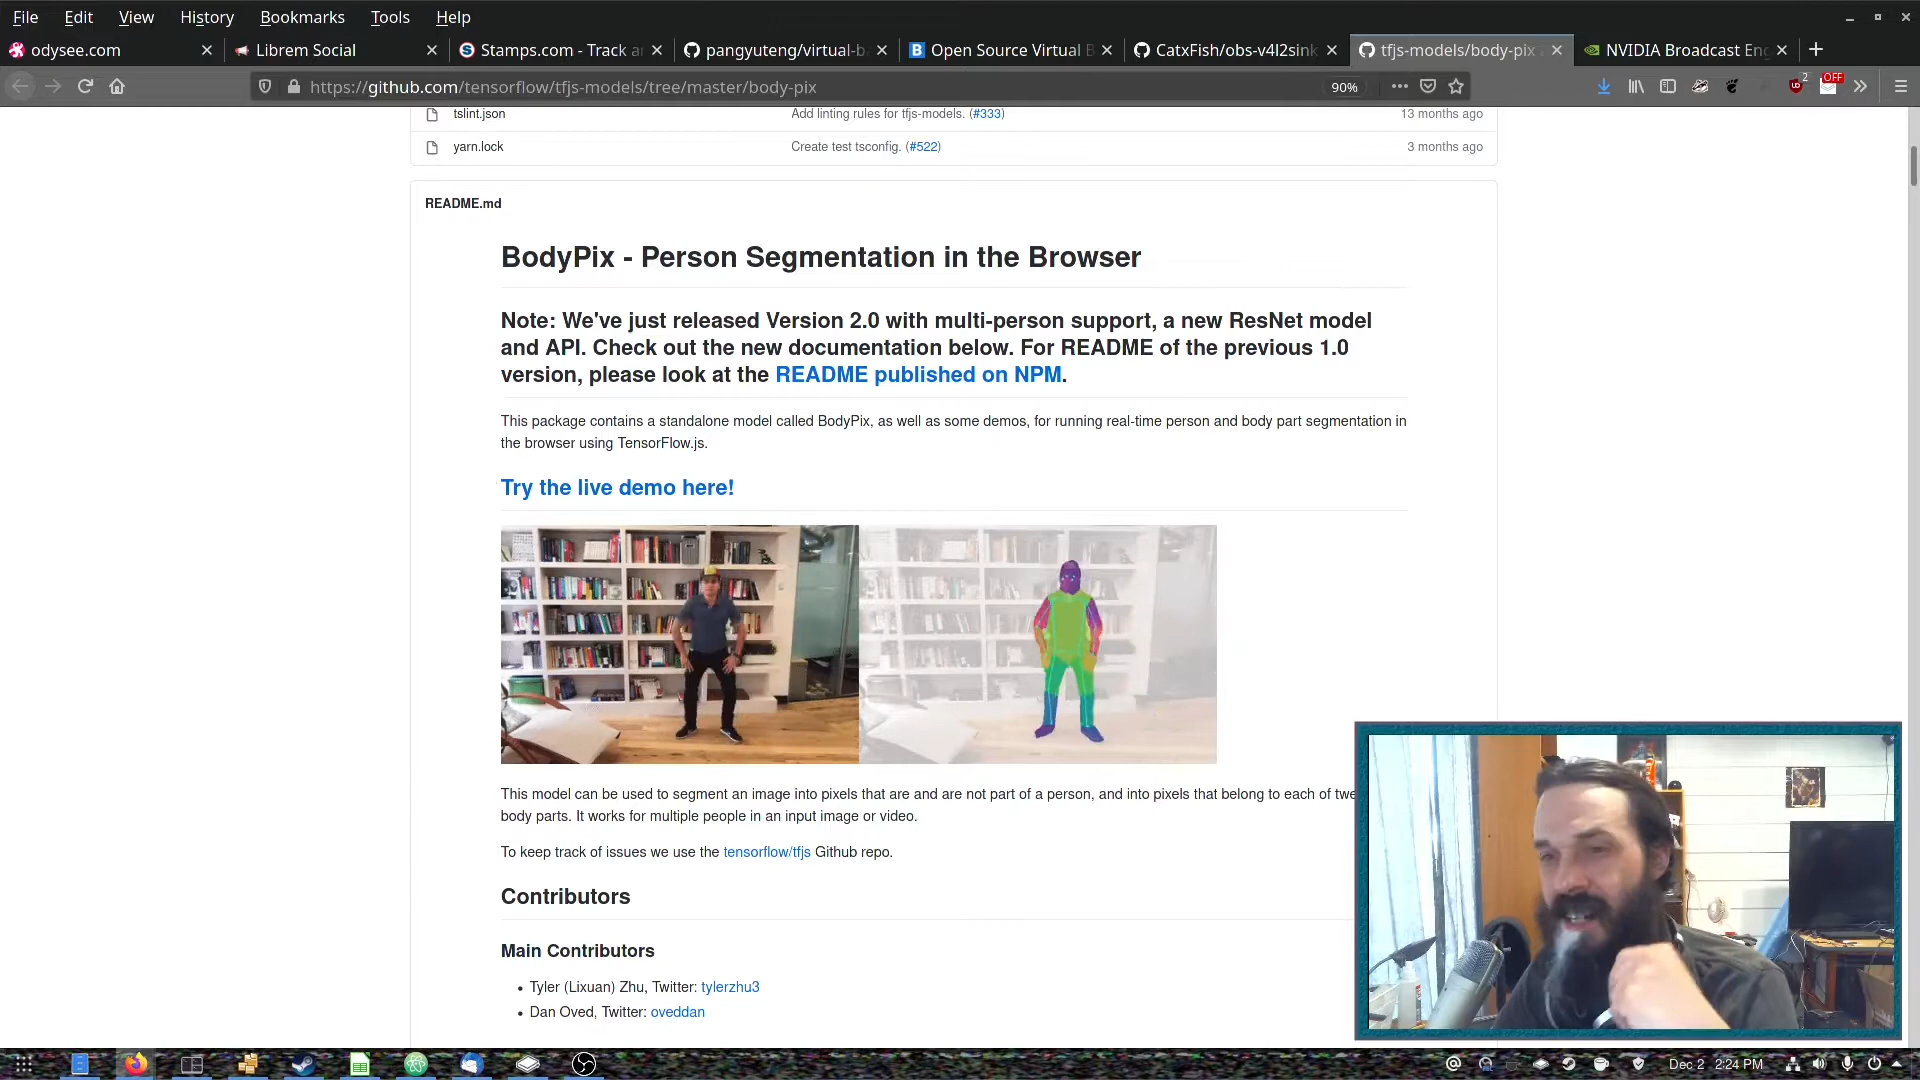 File Edit View History Bookmarks Tools Help
odysee.com
Librem Social
Stamps.com - Track a
pangyuteng/virtual-b
Open Source Virtual B
CatxFish/obs-v4l2sink
tfjs-models/body-pix
NVIDIA Broadcast Eng
https://github.com/tensorflow/tfjs-models/tree/master/body-pix
90%
2
OFF
tslint.json Add linting rules for tfjs-models. (#333) 13 months ago
yarn.lock Create test tsconfig. (#522) 3 months ago
README.md
BodyPix - Person Segmentation in the Browser
Note: We've just released Version 2.0 with multi-person support, a new ResNet model
and API. Check out the new documentation below. For README of the previous 1.0
version, please look at the README published on NPM.
This package contains a standalone model called BodyPix, as well as some demos, for running real-time person and body part segmentation in
the browser using TensorFlow.js.
Try the live demo here!
This model can be used to segment an image into pixels that are and are not part of a person, and into pixels that belong to each of twe
body parts. It works for multiple people in an input image or video.
To keep track of issues we use the tensorflow/tfjs Github repo.
Contributors
Main Contributors
• Tyler (Lixuan) Zhu, Twitter: tylerzhu3
• Dan Oved, Twitter: oveddan
Dec 2 2:24 PM